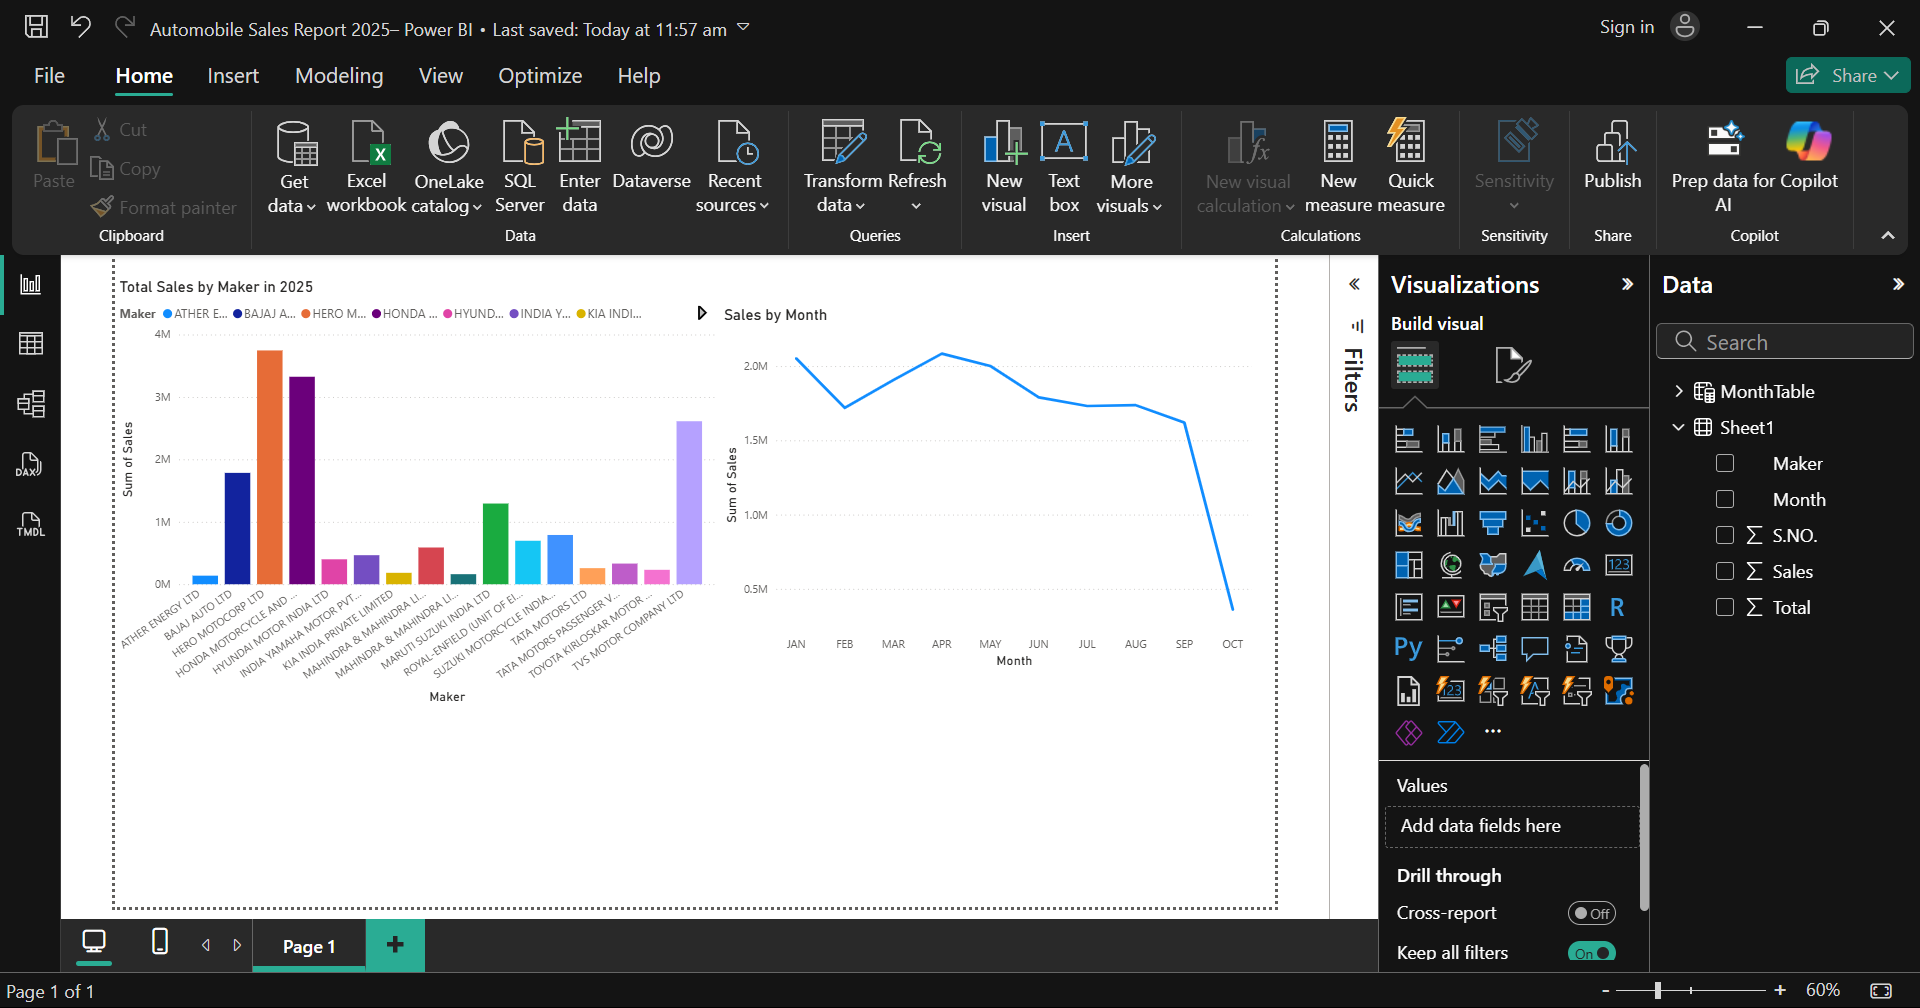 Automobile Sales Report 2025– Power BI • Last saved: Today at 11:57 am
Sign in
File
Home
Insert
Modeling
View
Optimize
Help
Share
Paste
Cut
Copy
Format painter
Clipboard
Get data
Excel workbook
OneLake catalog
SQL Server
Enter data
Dataverse
Recent sources
Data
Transform data
Refresh
Queries
New visual
Text box
More visuals
Insert
New visual calculation
New measure
Quick measure
Calculations
Sensitivity
Sensitivity
Publish
Share
Prep data for AI
Copilot
Copilot
Total Sales by Maker in 2025
Maker ATHER E... BAJAJ A... HERO M... HONDA ... HYUND... INDIA Y... KIA INDI...
4M
3M
2M
1M
0M
Sum of Sales
ATHER ENERGY LTD
BAJAJ AUTO LTD
HERO MOTOCORP LTD
HONDA MOTORCYCLE AND ...
HYUNDAI MOTOR INDIA LTD
INDIA YAMAHA MOTOR PVT...
KIA INDIA PRIVATE LIMITED
MAHINDRA & MAHINDRA LI...
MAHINDRA & MAHINDRA LI...
MARUTI SUZUKI INDIA LTD
ROYAL-ENFIELD (UNIT OF EI...
SUZUKI MOTORCYCLE INDIA...
TATA MOTORS LTD
TATA MOTORS PASSENGER V...
TOYOTA KIRLOSKAR MOTOR ...
TVS MOTOR COMPANY LTD
Maker
Sales by Month
2.0M
1.5M
1.0M
0.5M
Sum of Sales
JAN FEB MAR APR MAY JUN JUL AUG SEP OCT
Month
Filters
Visualizations
Build visual
123
R
Py
123
Values
Add data fields here
Drill through
Cross-report
Off
Keep all filters
On
Data
Search
MonthTable
Sheet1
Maker
Month
∑ S.NO.
∑ Sales
∑ Total
DAX
TMDL
Page 1
+
Page 1 of 1
- + 60%